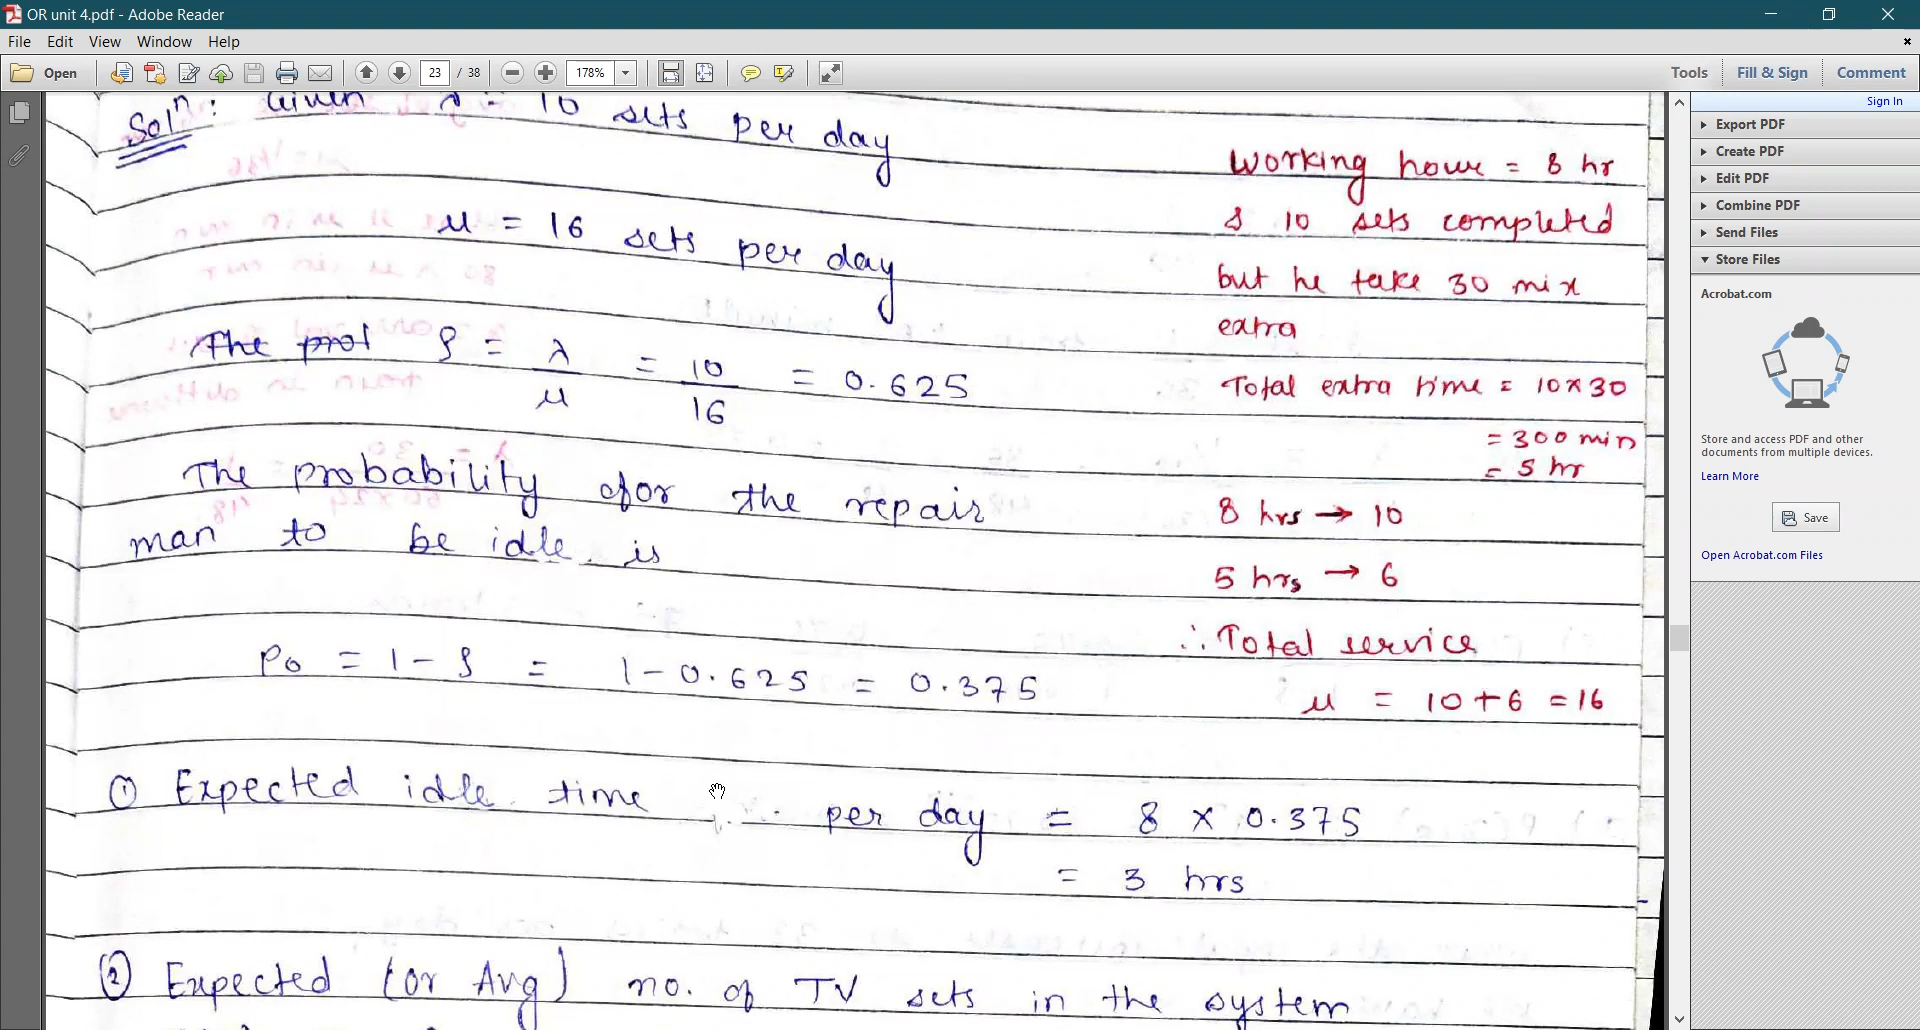 OR unit 4.pdf - Adobe Reader
File Edit View Window Help
Open 23 / 38 178% Tools Fill & Sign Comment
Sign In
Export PDF
Create PDF
Edit PDF
Combine PDF
Send Files
Store Files
Acrobat.com
Store and access PDF and other
documents from multiple devices.
Learn More
Save
Open Acrobat.com Files
Solⁿ : Given λ = 10 sets per day
μ = 16 sets per day
The prot ρ = λ/μ = 10/16 = 0.625
The probability for the repair
man to be idle is
P0 = 1 - ρ = 1 - 0.625 = 0.375
① Expected idle time per day = 8 × 0.375
= 3 hrs
② Expected (or Avg) no. of TV sets in the system
Working hour = 8 hr
& 10 sets completed
but he take 30 mix
extra
Total extra time = 10 × 30
= 300 min
= 5 hr
8 hrs → 10
5 hrs → 6
∴ Total service
μ = 10 + 6 = 16